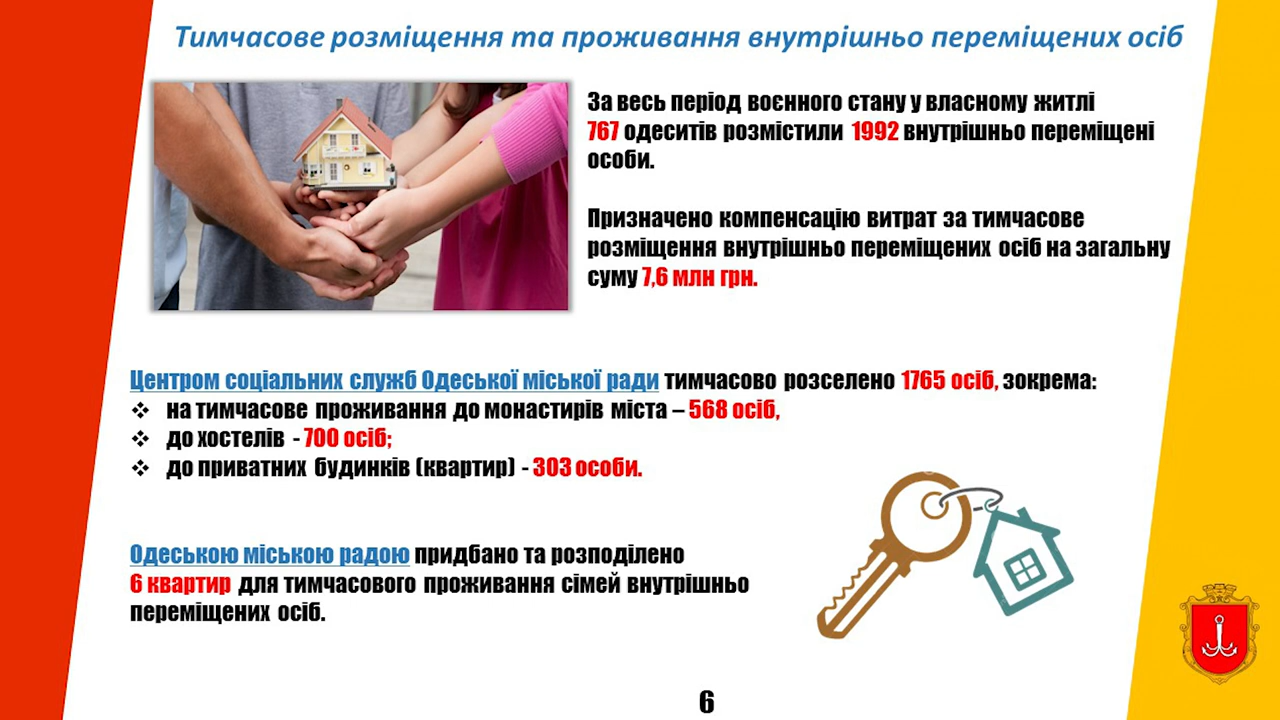 Тимчасове розміщення та проживання внутрішньо переміщених осіб
За весь період воєнного стану у власному житлі
767 одеситів розмістили 1992 внутрішньо переміщені
особи.
Призначено компенсацію витрат за тимчасове
розміщення внутрішньо переміщених осіб на загальну
суму 7,6 млн грн.
Центром соціальних служб Одеської міської ради тимчасово розселено 1765 осіб, зокрема:
❖ на тимчасове проживання до монастирів міста – 568 осіб,
❖ до хостелів - 700 осіб;
❖ до приватних будинків (квартир) - 303 особи.
Одеською міською радою придбано та розподілено
6 квартир для тимчасового проживання сімей внутрішньо
переміщених осіб.
6